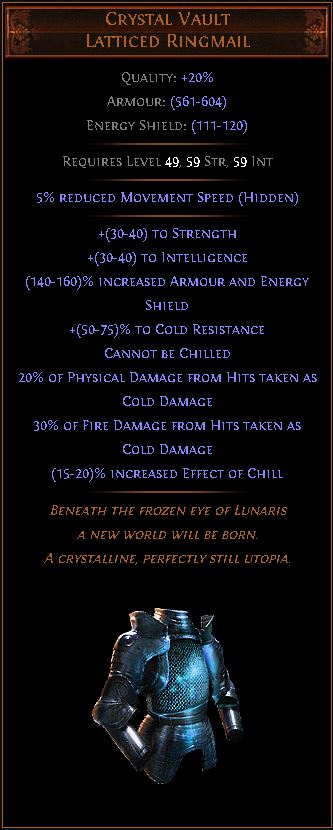 Crystal Vault
Latticed Ringmail
Quality: +20%
Armour: (561-604)
Energy Shield: (111-120)
Requires Level 49, 59 Str, 59 Int
5% reduced Movement Speed (Hidden)
+(30-40) to Strength
+(30-40) to Intelligence
(140-160)% increased Armour and Energy
Shield
+(50-75)% to Cold Resistance
Cannot be Chilled
20% of Physical Damage from Hits taken as
Cold Damage
30% of Fire Damage from Hits taken as
Cold Damage
(15-20)% increased Effect of Chill
Beneath the frozen eye of Lunaris
a new world will be born.
A crystalline, perfectly still utopia.